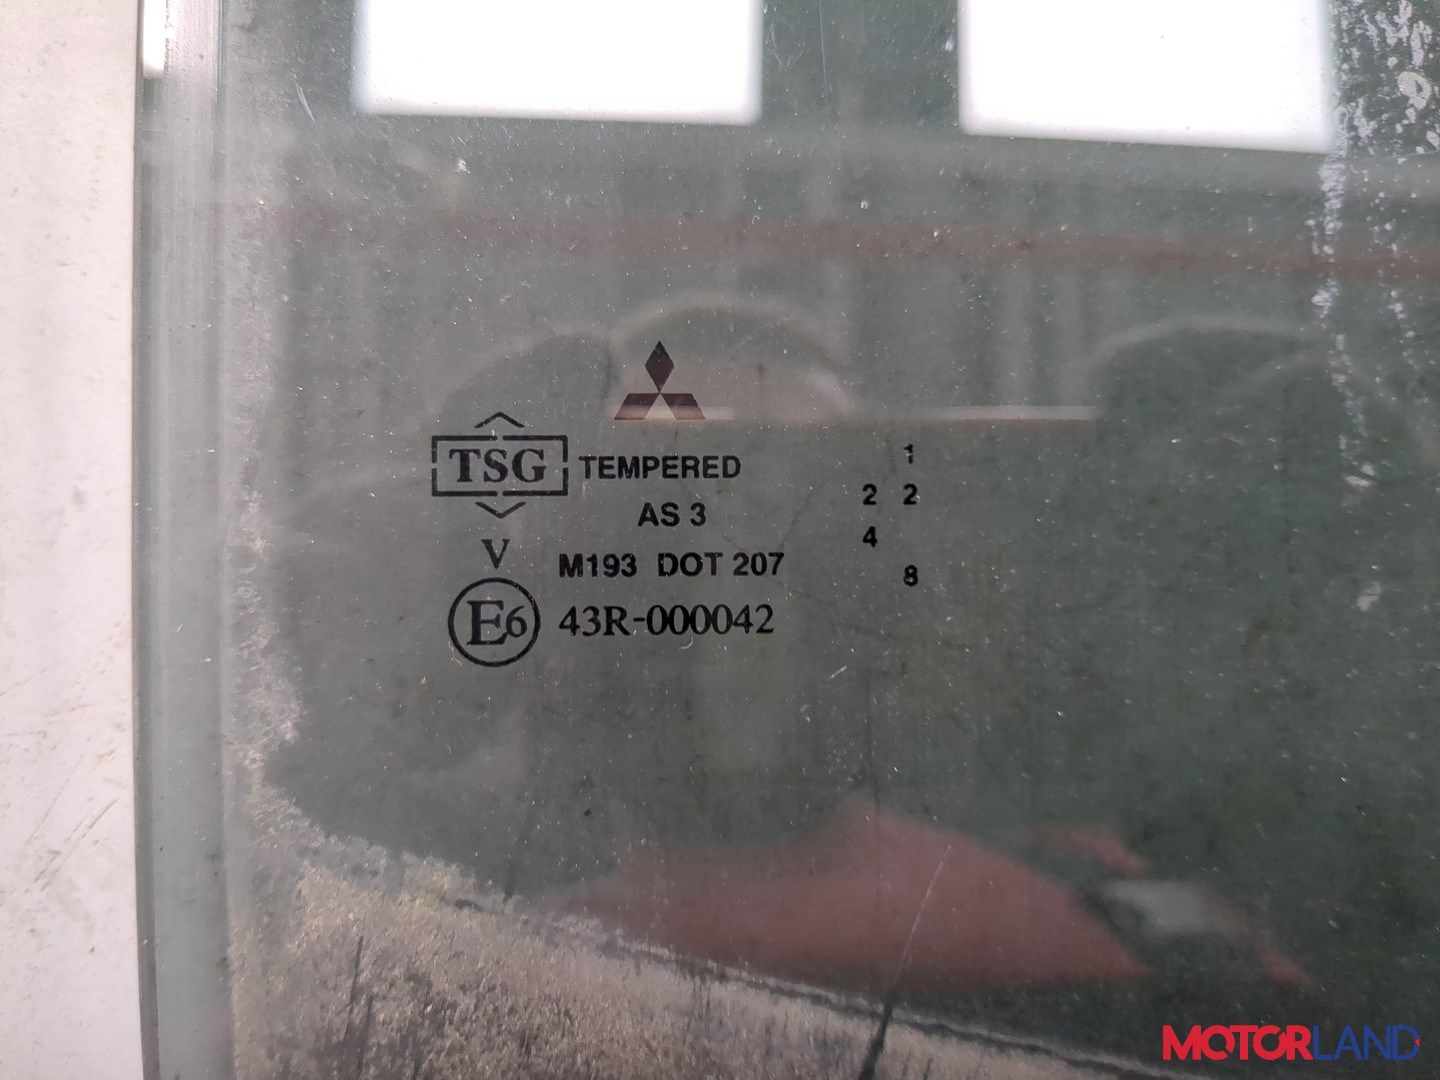 TSG TEMPERED
AS 3
V
M193 DOT 207
E6 43R-000042
1
2 2
4
8
MOTORLAND